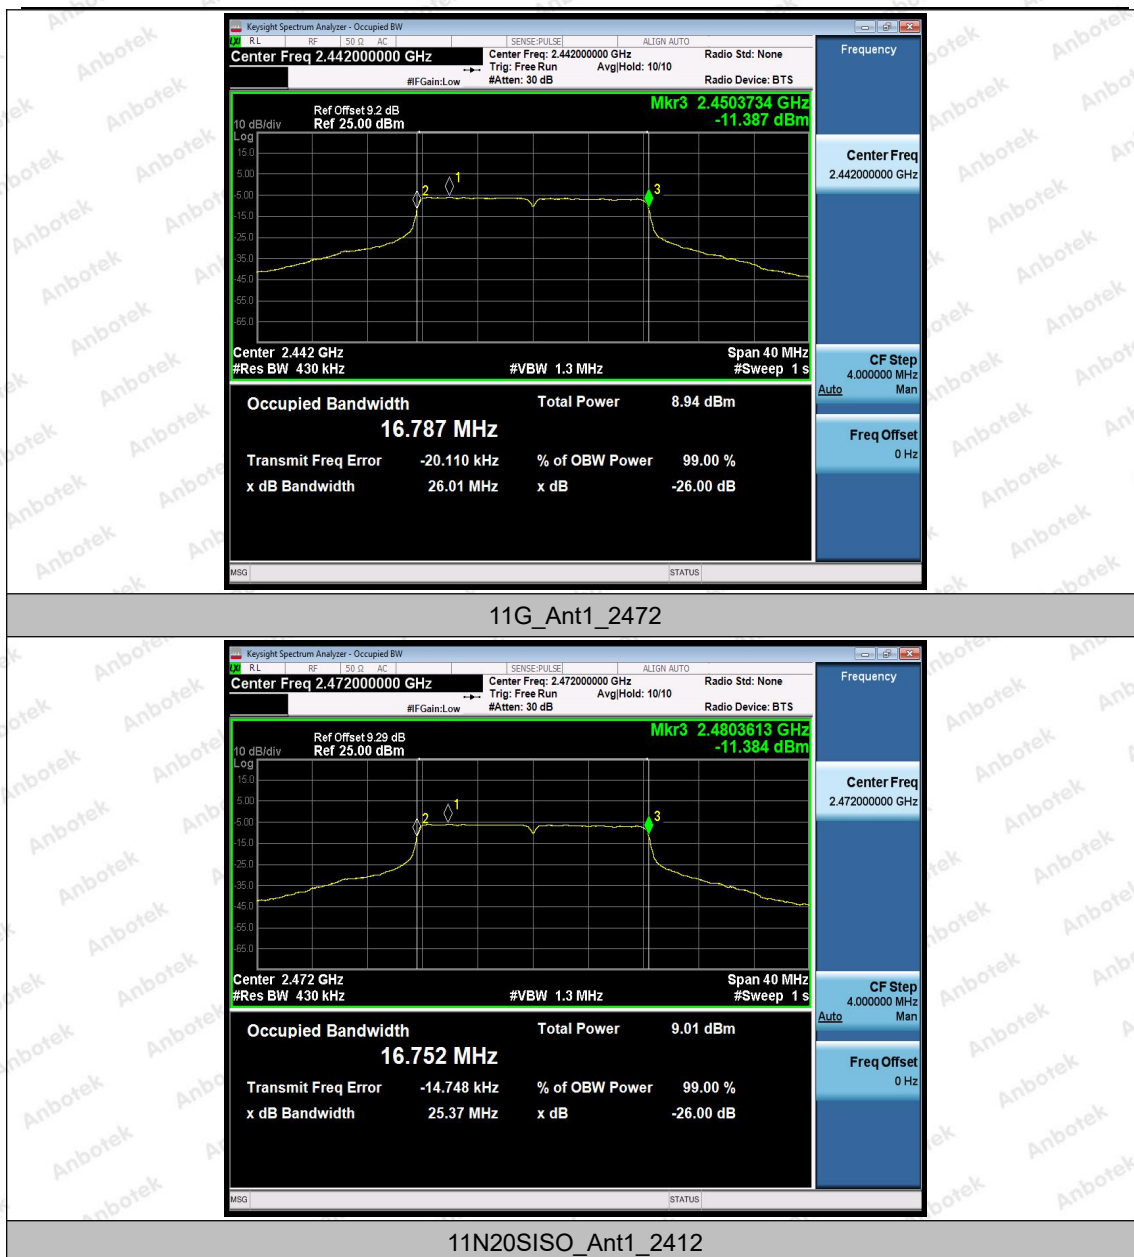 Keysight Spectrum Analyzer - Occupied BW
RL RF 50 Ω AC SENSE:PULSE ALIGN AUTO
Center Freq 2.442000000 GHz
Center Freq: 2.442000000 GHz Radio Std: None
Trig: Free Run Avg|Hold: 10/10
#IFGain:Low #Atten: 30 dB Radio Device: BTS
Frequency
Mkr3 2.4503734 GHz
-11.387 dBm
Ref Offset 9.2 dB
10 dB/div Ref 25.00 dBm
Log
15.0
5.00
-5.00
-15.0
-25.0
-35.0
-45.0
-55.0
-65.0
1
2
3
Center 2.442 GHz Span 40 MHz
#Res BW 430 kHz #VBW 1.3 MHz #Sweep 1 s
Center Freq
2.442000000 GHz
CF Step
4.000000 MHz
Auto Man
Freq Offset
0 Hz
Occupied Bandwidth Total Power 8.94 dBm
16.787 MHz
Transmit Freq Error -20.110 kHz % of OBW Power 99.00 %
x dB Bandwidth 26.01 MHz x dB -26.00 dB
MSG STATUS
11G_Ant1_2472
Keysight Spectrum Analyzer - Occupied BW
RL RF 50 Ω AC SENSE:PULSE ALIGN AUTO
Center Freq 2.472000000 GHz
Center Freq: 2.472000000 GHz Radio Std: None
Trig: Free Run Avg|Hold: 10/10
#IFGain:Low #Atten: 30 dB Radio Device: BTS
Frequency
Mkr3 2.4803613 GHz
-11.384 dBm
Ref Offset 9.29 dB
10 dB/div Ref 25.00 dBm
Log
15.0
5.00
-5.00
-15.0
-25.0
-35.0
-45.0
-55.0
-65.0
1
2
3
Center 2.472 GHz Span 40 MHz
#Res BW 430 kHz #VBW 1.3 MHz #Sweep 1 s
Center Freq
2.472000000 GHz
CF Step
4.000000 MHz
Auto Man
Freq Offset
0 Hz
Occupied Bandwidth Total Power 9.01 dBm
16.752 MHz
Transmit Freq Error -14.748 kHz % of OBW Power 99.00 %
x dB Bandwidth 25.37 MHz x dB -26.00 dB
MSG STATUS
11N20SISO_Ant1_2412
Anbotek